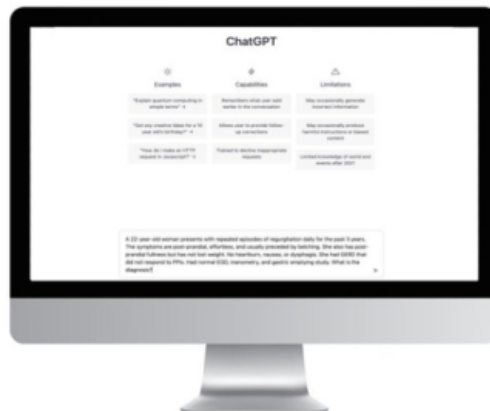 ChatGPT
Examples
Capabilities
Limitations
"Explain quantum computing in
simple terms" →
Remembers what user said
earlier in the conversation
May occasionally generate
incorrect information
"Got any creative ideas for a 10
year old's birthday?" →
Allows user to provide follow-
up corrections
May occasionally produce
harmful instructions or biased
content
"How do I make an HTTP
request in Javascript?" →
Trained to decline inappropriate
requests
Limited knowledge of world and
events after 2021
A 22-year-old woman presents with repeated episodes of regurgitation daily for the past 3 years.
The symptoms are post-prandial, effortless, and usually preceded by belching. She also has post-
prandial fullness but has not lost weight. No heartburn, nausea, or dysphagia. She had GERD that
did not respond to PPIs. Had normal EGD, manometry, and gastric emptying study. What is the
diagnosis?